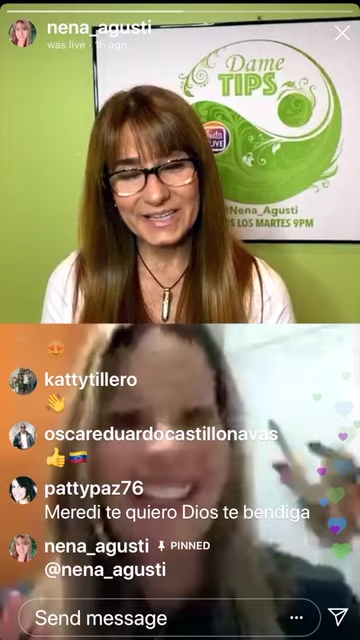 nena_agusti
was live · 1h ago
Dame
TIPS
LIVE
@Nena_Agusti
LOS MARTES 9PM
kattytillero
👋
oscareduardocastillonavas
👍🇻🇪
pattypaz76
Meredi te quiero Dios te bendiga
nena_agusti PINNED
@nena_agusti
Send message